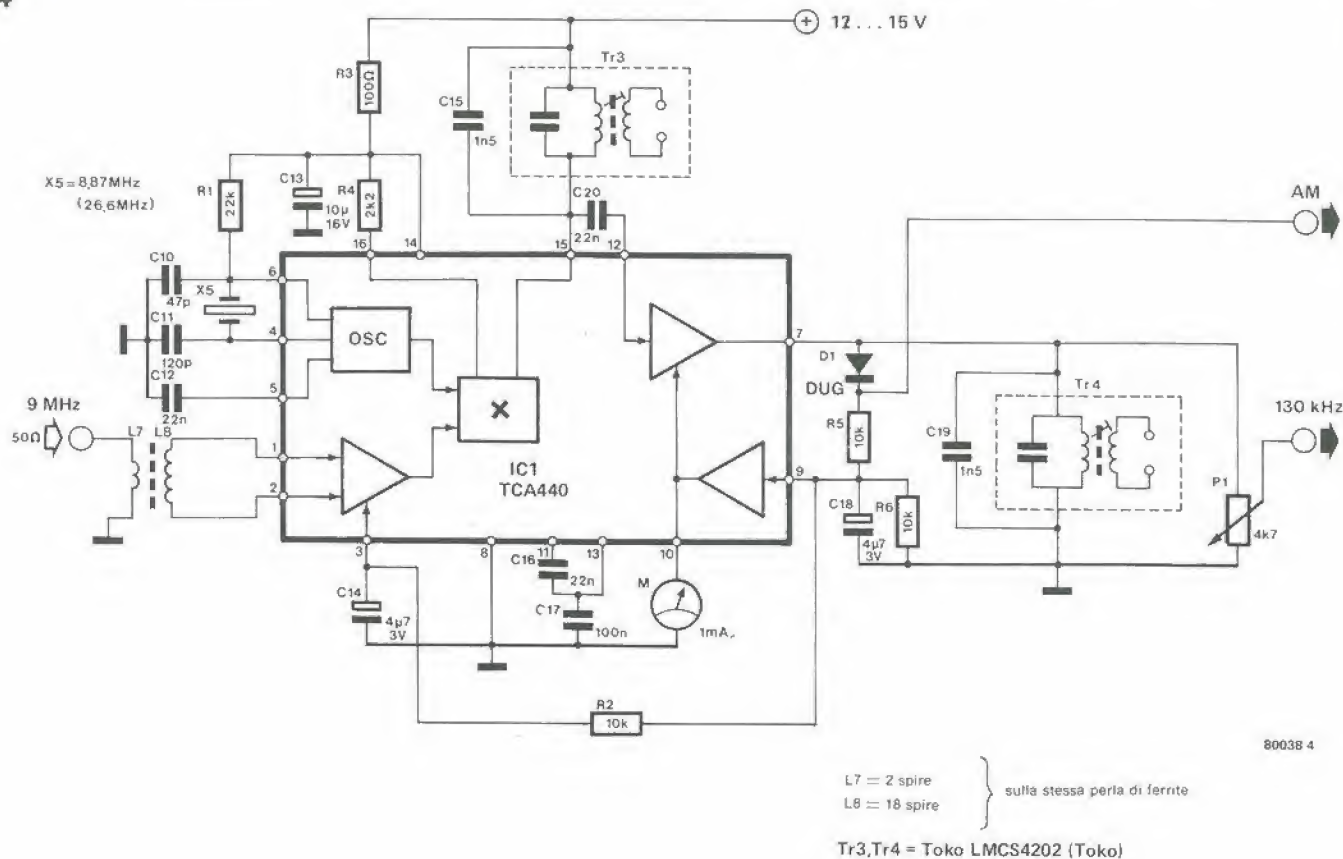 4
12 ... 15 V
Tr3
R3
100Ω
C15
1n5
X5 = 8,87MHz
(26,6MHz)
R1
22k
C13
10µ
16V
R4
2k2
C20
22n
AM
16
14
15
12
C10
47p
X5
6
C11
120p
4
OSC
C12
22n
5
7
D1
DUG
Tr4
9 MHz
50Ω
L7
L8
1
2
X
IC1
TCA440
R5
10k
C19
1n5
130 kHz
9
P1
4k7
C18
4µ7
3V
R6
10k
3
8
11
13
10
C16
22n
M
C14
4µ7
3V
C17
100n
1mA
R2
10k
80038 4
L7 = 2 spire
L8 = 18 spire
sulla stessa perla di ferrite
Tr3,Tr4 = Toko LMCS4202 (Toko)